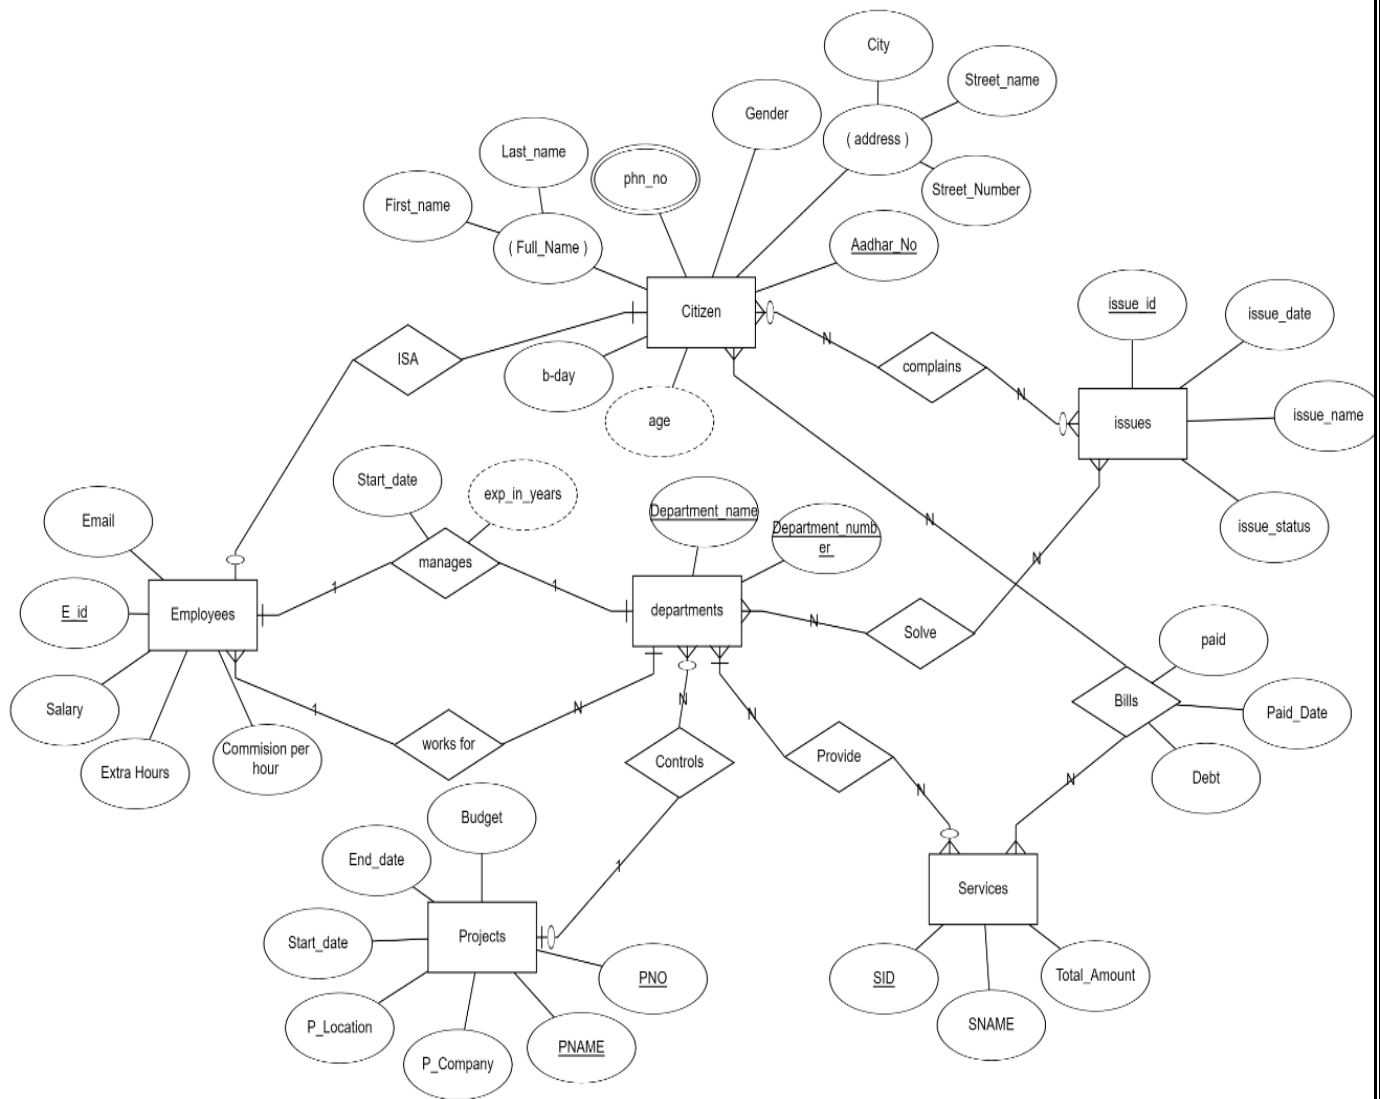 City
Street_name
Gender
( address )
Last_name
phn_no
Street_Number
First_name
( Full_Name )
Aadhar_No
issue_id
issue_date
Citizen
N
ISA
complains
b-day
N
issue_name
age
issues
Start_date
exp_in_years
Department_name
Email
N
Department_numb
er
issue_status
manages
N
1
1
E_id
Employees
departments
N
Solve
paid
Salary
1
N
N
N
Bills
Paid_Date
works for
Commision per
hour
Extra Hours
Controls
Provide
N
Debt
N
Budget
End_date
1
Services
Start_date
Projects
PNO
SID
Total_Amount
P_Location
SNAME
PNAME
P_Company